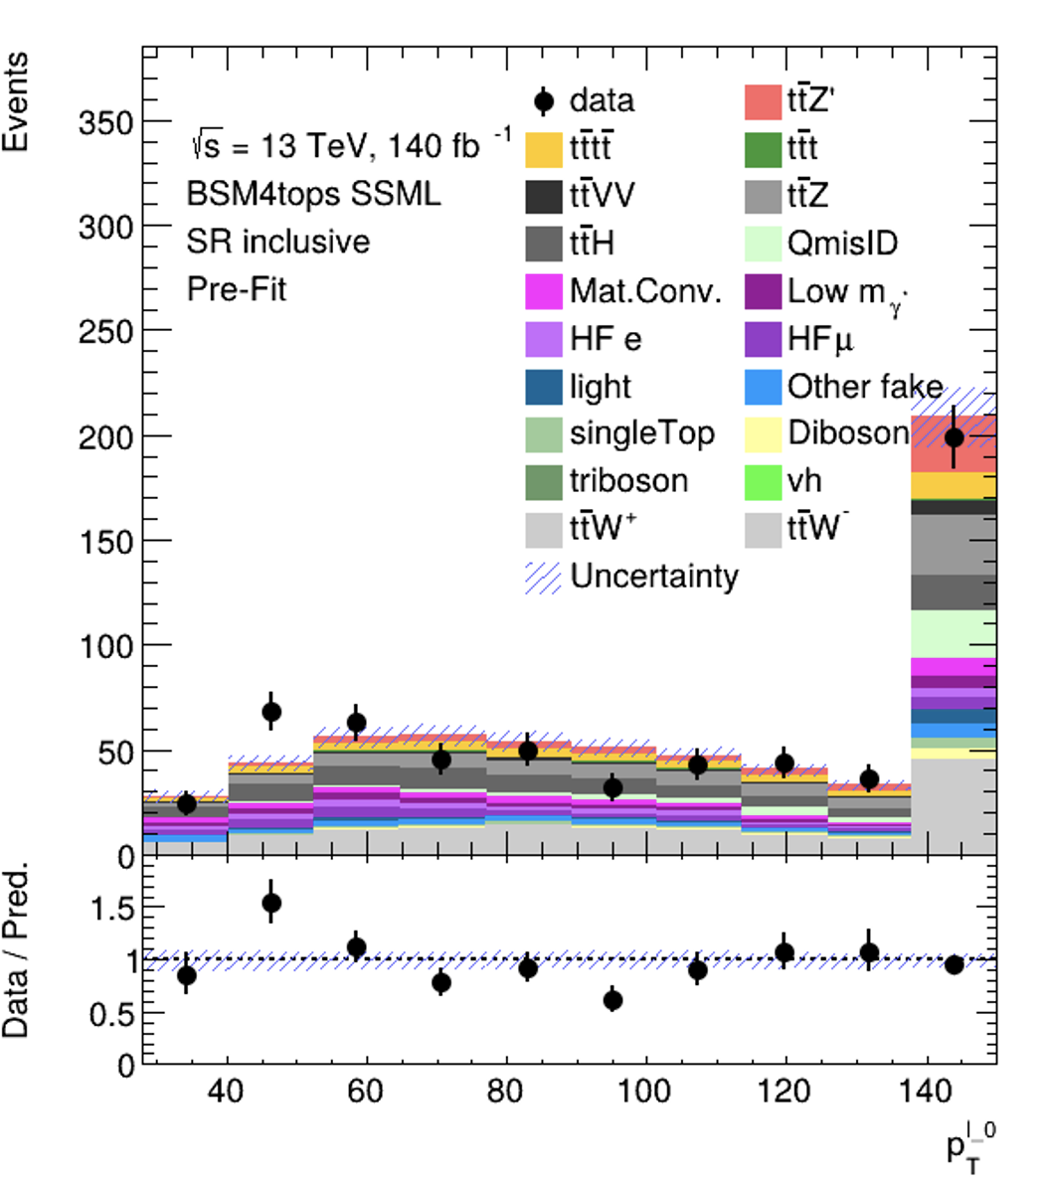 Events
350
300
250
200
150
100
50
0
√s = 13 TeV, 140 fb⁻¹
BSM4tops SSML
SR inclusive
Pre-Fit
data tt̄Z'
tt̄tt̄ tt̄t
tt̄VV tt̄Z
tt̄H QmisID
Mat.Conv. Low m_γ*
HF e HF μ
light Other fake
singleTop Diboson
triboson vh
tt̄W⁺ tt̄W⁻
Uncertainty
Data / Pred.
1.5
1
0.5
0
40 60 80 100 120 140
p_T^l_0